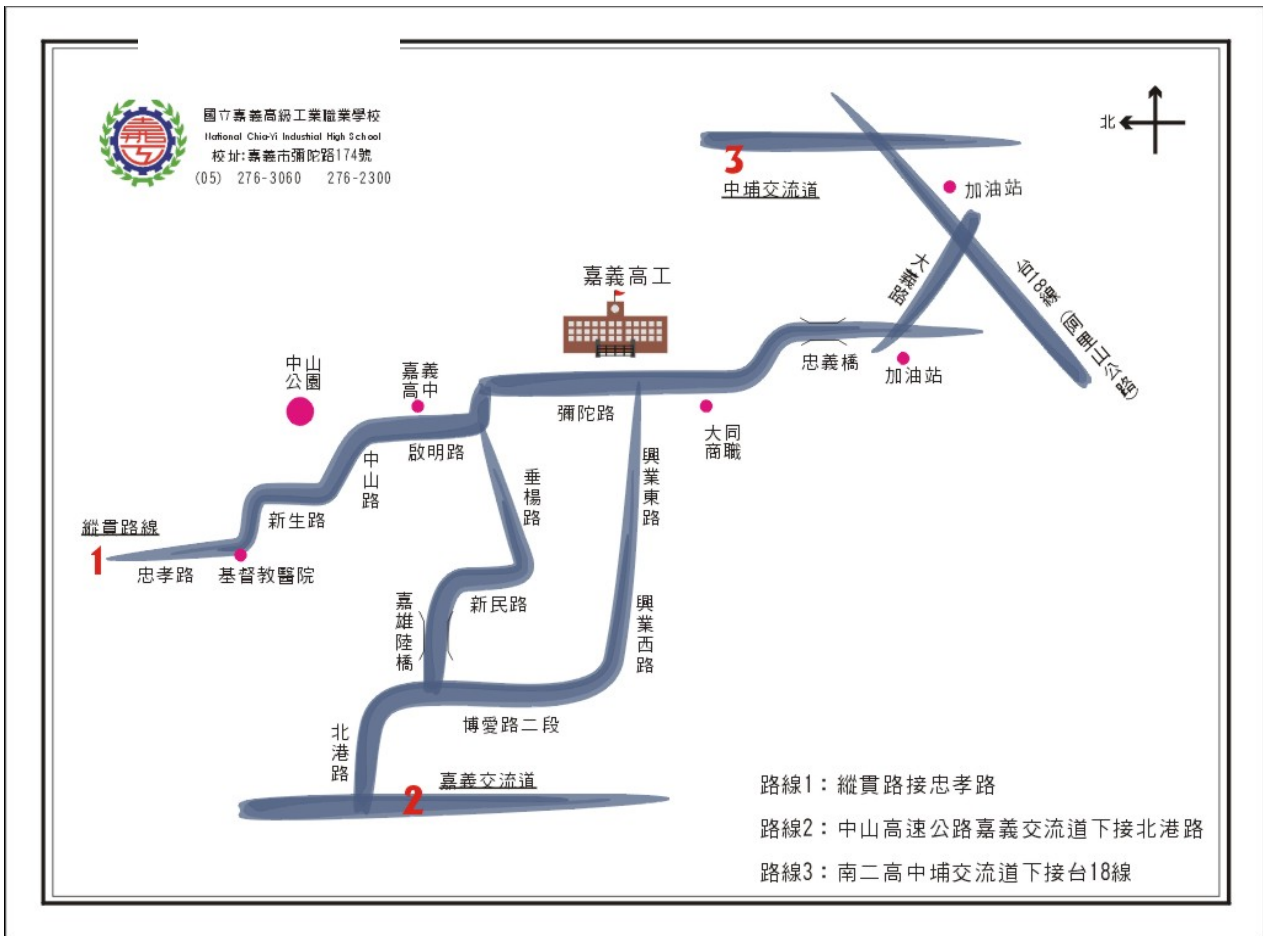 國立嘉義高級工業職業學校
National Chia-Yi Industrial High School
校址:嘉義市彌陀路174號
(05) 276-3060 276-2300
北
3
中埔交流道
加油站
大義路
台18線 (阿里山公路)
嘉義高工
忠義橋
加油站
中山
公園
嘉義
高中
彌陀路
大同
商職
啟明路
中山路
垂楊路
興業東路
新生路
縱貫路線
1
忠孝路
基督教醫院
新民路
嘉雄陸橋
興業西路
博愛路二段
北港路
嘉義交流道
2
路線1：縱貫路接忠孝路
路線2：中山高速公路嘉義交流道下接北港路
路線3：南二高中埔交流道下接台18線